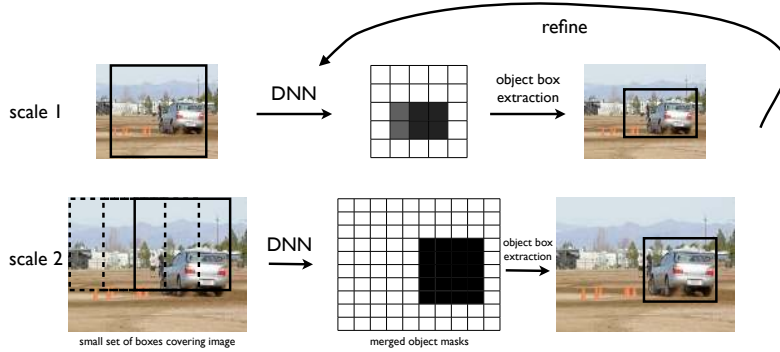 refine
scale 1
DNN
object box
extraction
scale 2
DNN
object box
extraction
small set of boxes covering image
merged object masks